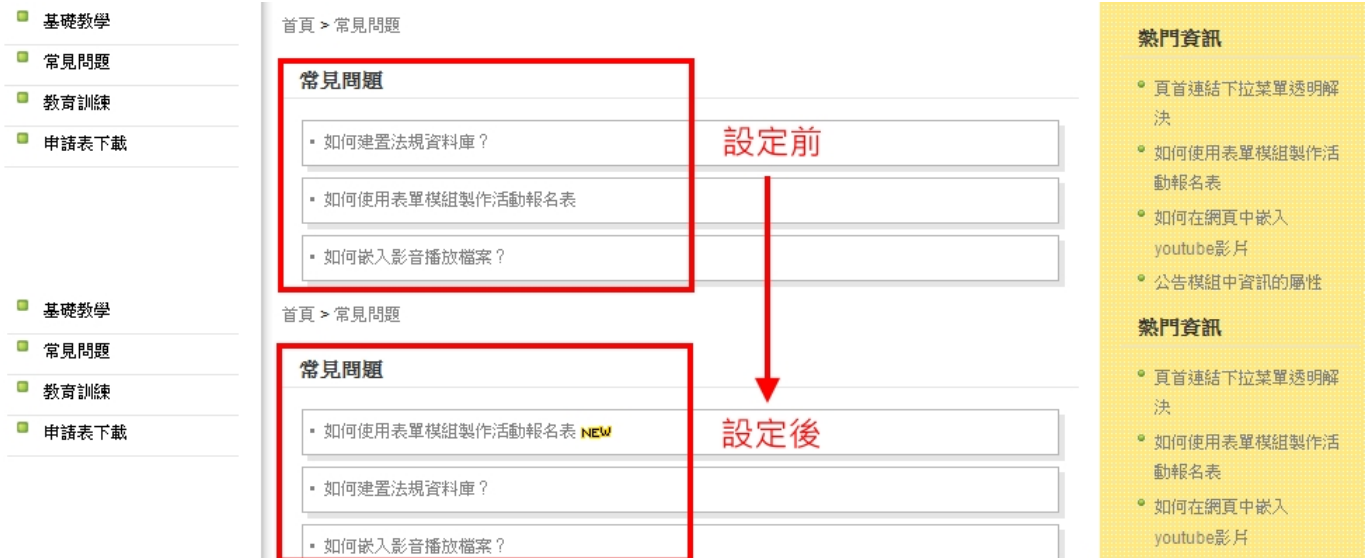 基礎教學
常見問題
教育訓練
申請表下載
首頁 > 常見問題
常見問題
如何建置法規資料庫？
如何使用表單模組製作活動報名表
如何嵌入影音播放檔案？
設定前
熱門資訊
頁首連結下拉菜單透明解
決
如何使用表單模組製作活
動報名表
如何在網頁中嵌入
youtube影片
公告模組中資訊的屬性
基礎教學
常見問題
教育訓練
申請表下載
首頁 > 常見問題
常見問題
如何使用表單模組製作活動報名表 NEW
如何建置法規資料庫？
如何嵌入影音播放檔案？
設定後
熱門資訊
頁首連結下拉菜單透明解
決
如何使用表單模組製作活
動報名表
如何在網頁中嵌入
youtube影片